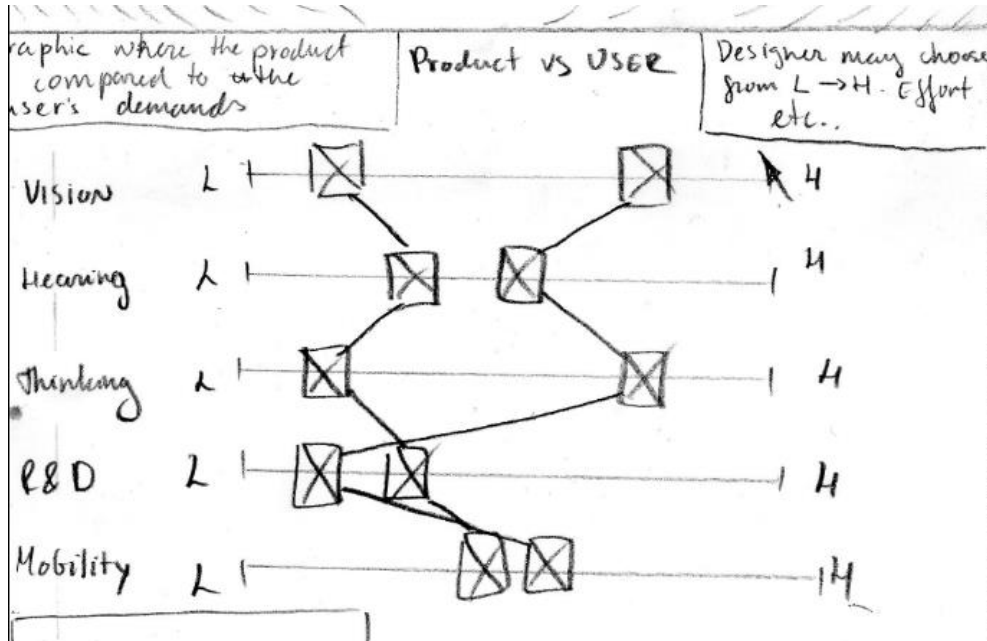 raphic where the product
compared to the
user's demands
Product vs USER
Designer may choose
from L → H. Effort
etc..
Vision L H
Hearing L H
Thinking L H
R&D L H
Mobility L H